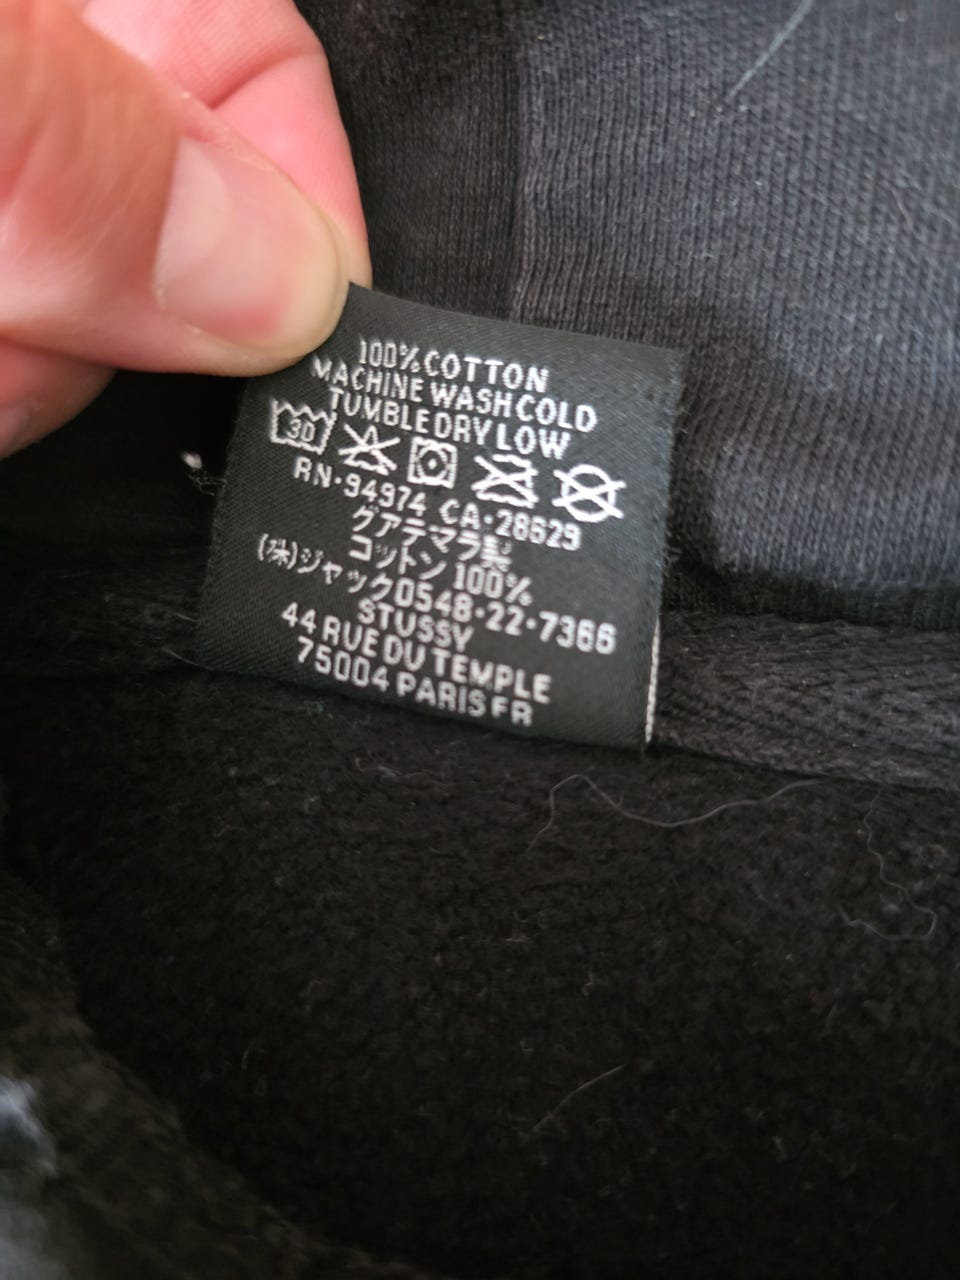 100% COTTON
MACHINE WASH COLD
TUMBLE DRY LOW
30
RN-94974 CA-28629
グアテマラ製
コットン 100%
(株)ジャック0548-22-7366
STUSSY
44 RUE DU TEMPLE
75004 PARIS FR